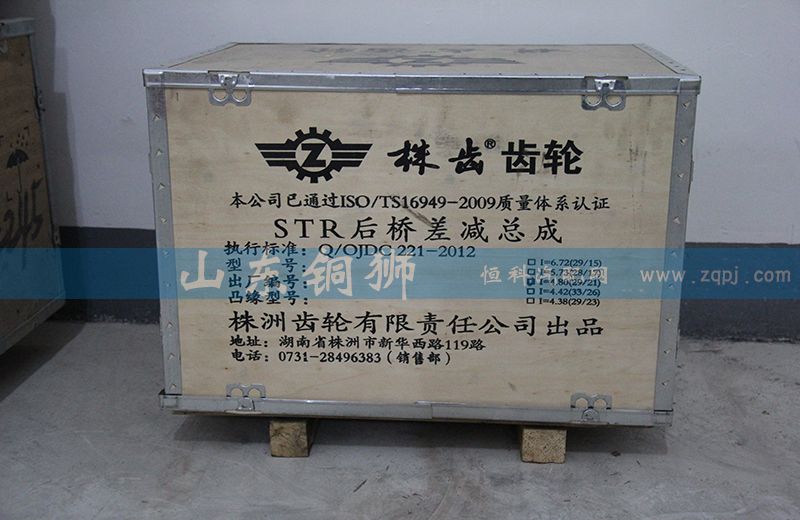 Z 株齿® 齿轮
本公司已通过ISO/TS16949-2009质量体系认证
STR后桥差减总成
执行标准：Q/OJDG 221-2012
型 号：
出厂编号：
凸缘型号：
I=6.72(29/15)
I=5.73(28/17)
I=4.80(29/21)
I=4.42(33/26)
I=4.38(29/23)
株洲齿轮有限责任公司出品
地址：湖南省株洲市新华西路119路
电话：0731-28496383（销售部）
山东铜狮
www.zqpj.com
245